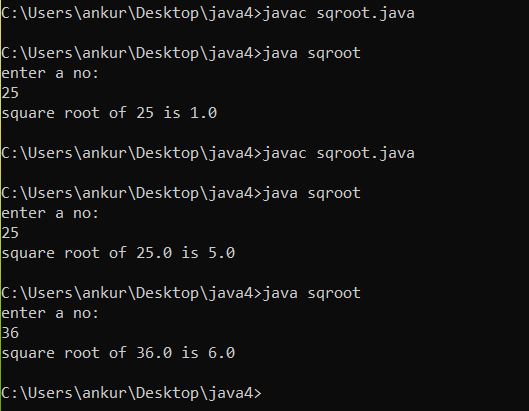 C:\Users\ankur\Desktop\java4>javac sqroot.java
C:\Users\ankur\Desktop\java4>java sqroot
enter a no:
25
square root of 25 is 1.0
C:\Users\ankur\Desktop\java4>javac sqroot.java
C:\Users\ankur\Desktop\java4>java sqroot
enter a no:
25
square root of 25.0 is 5.0
C:\Users\ankur\Desktop\java4>java sqroot
enter a no:
36
square root of 36.0 is 6.0
C:\Users\ankur\Desktop\java4>